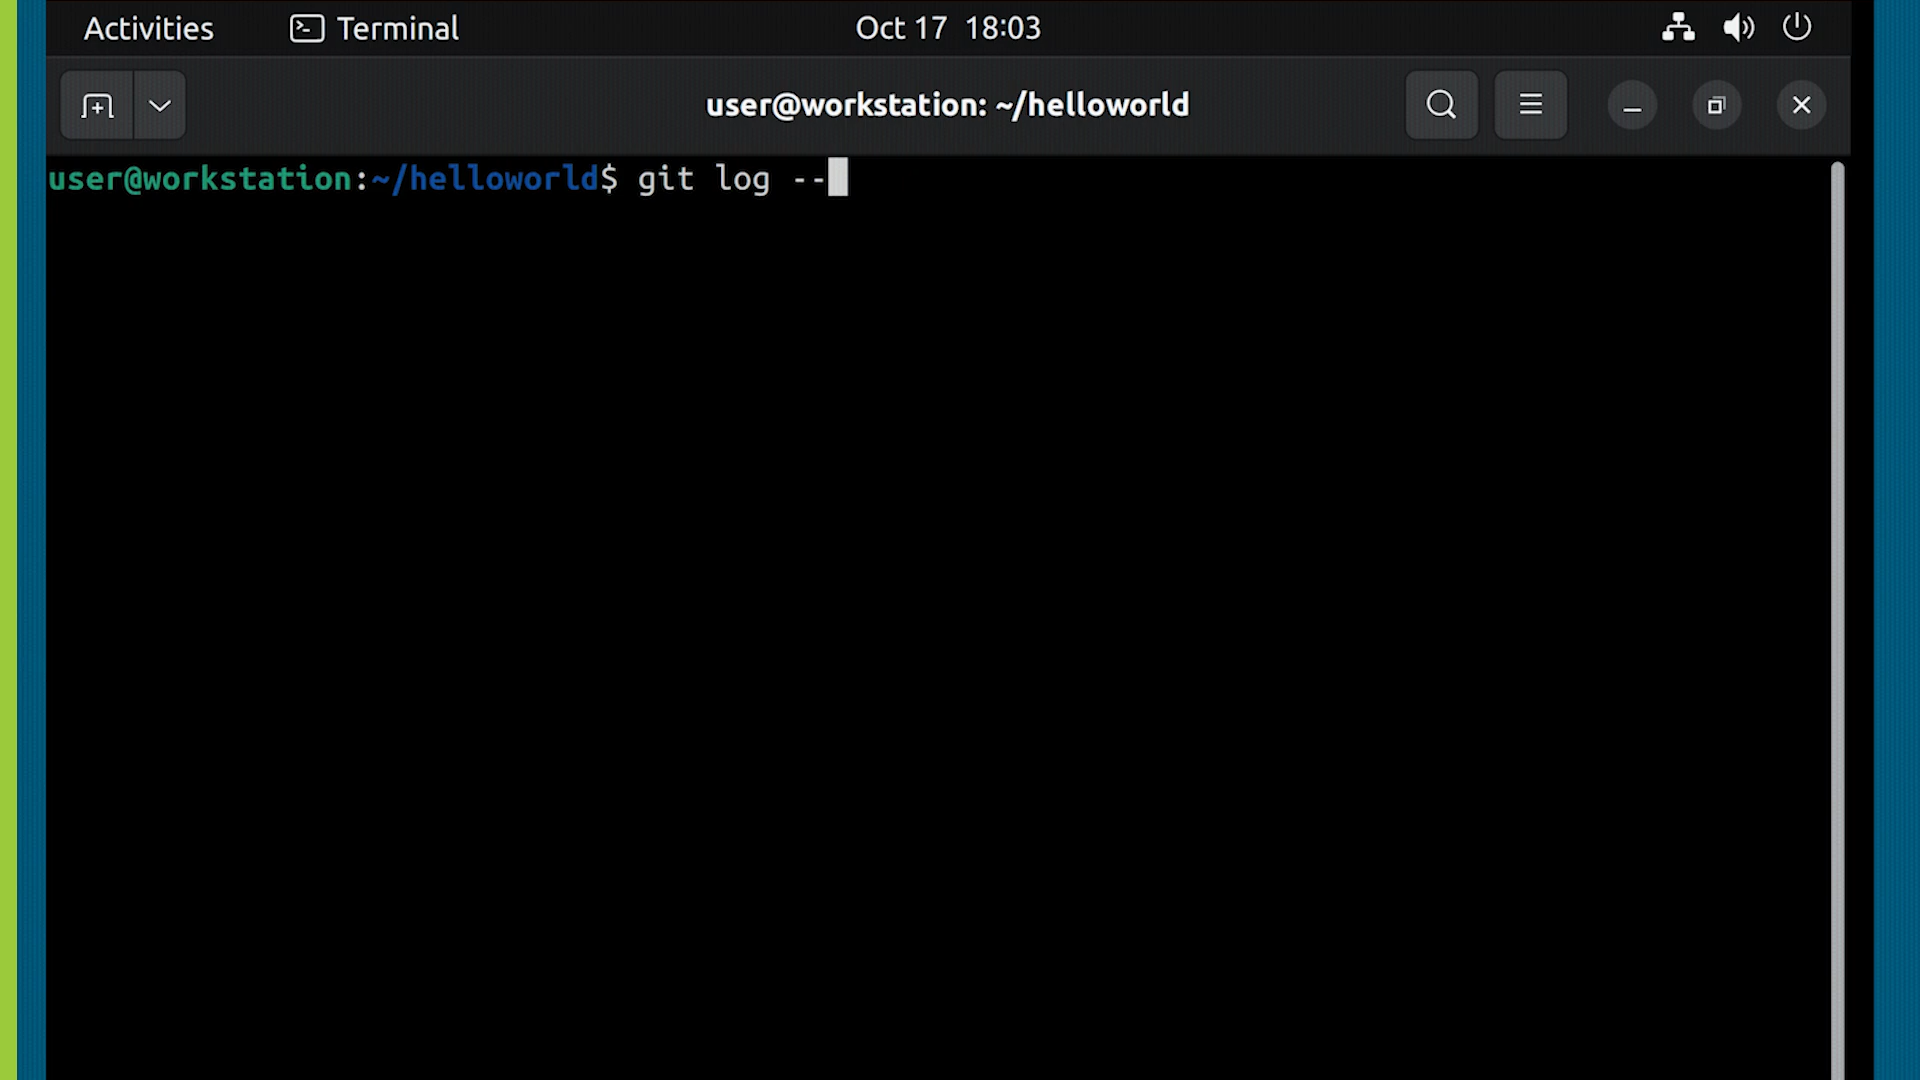 Activities Terminal Oct 17 18:03
user@workstation: ~/helloworld
user@workstation:~/helloworld$ git log --